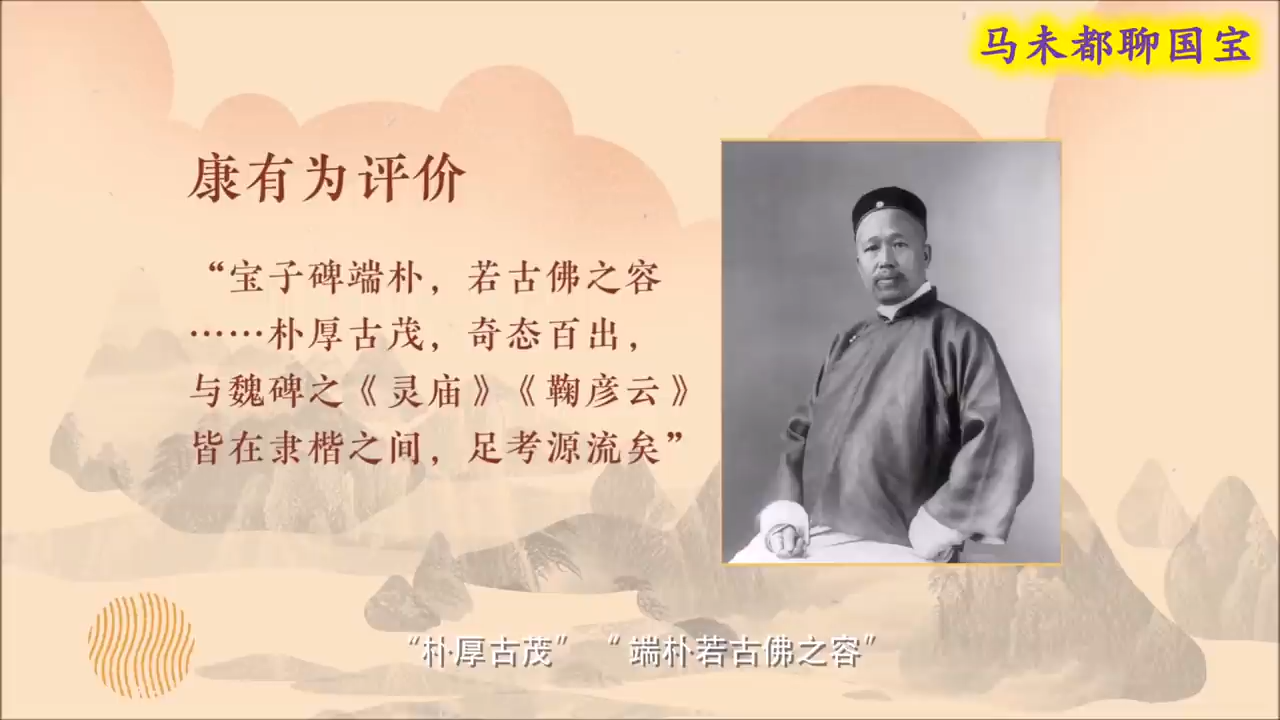 马未都聊国宝
康有为评价
“宝子碑端朴，若古佛之容
……朴厚古茂，奇态百出，
与魏碑之《灵庙》《鞠彦云》
皆在隶楷之间，足考源流矣”
“朴厚古茂”“端朴若古佛之容”